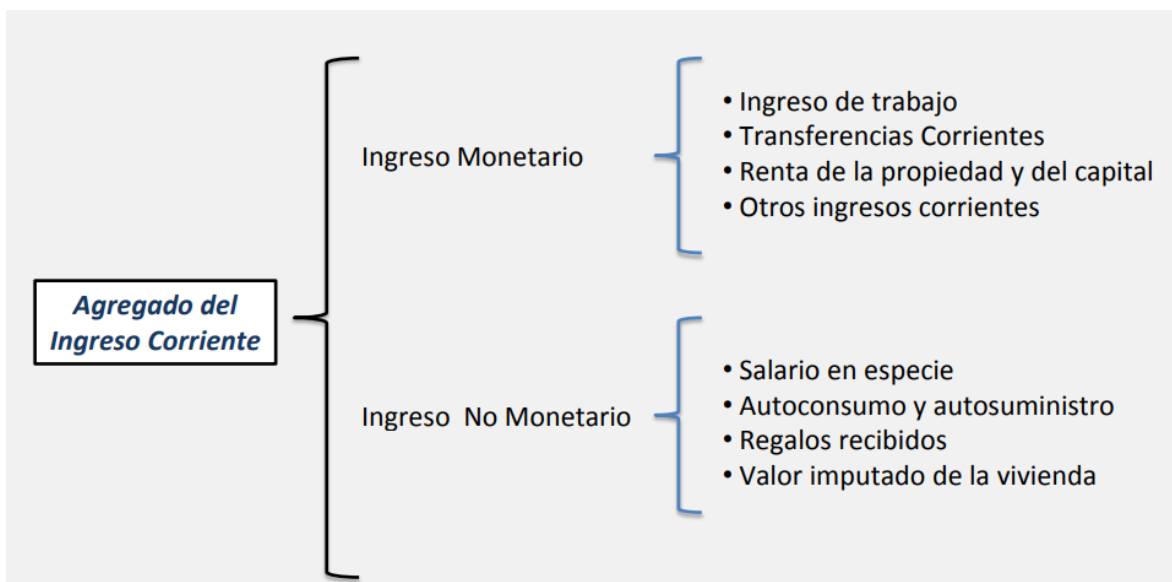 Agregado del
Ingreso Corriente
Ingreso Monetario
• Ingreso de trabajo
• Transferencias Corrientes
• Renta de la propiedad y del capital
• Otros ingresos corrientes
Ingreso No Monetario
• Salario en especie
• Autoconsumo y autosuministro
• Regalos recibidos
• Valor imputado de la vivienda